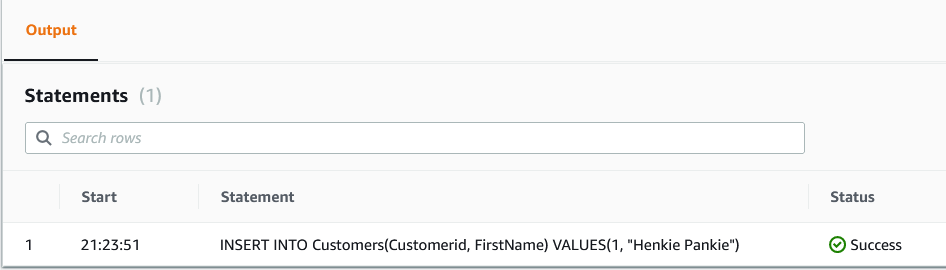 Output
Statements (1)
Search rows
Start Statement Status
1 21:23:51 INSERT INTO Customers(Customerid, FirstName) VALUES(1, "Henkie Pankie") Success